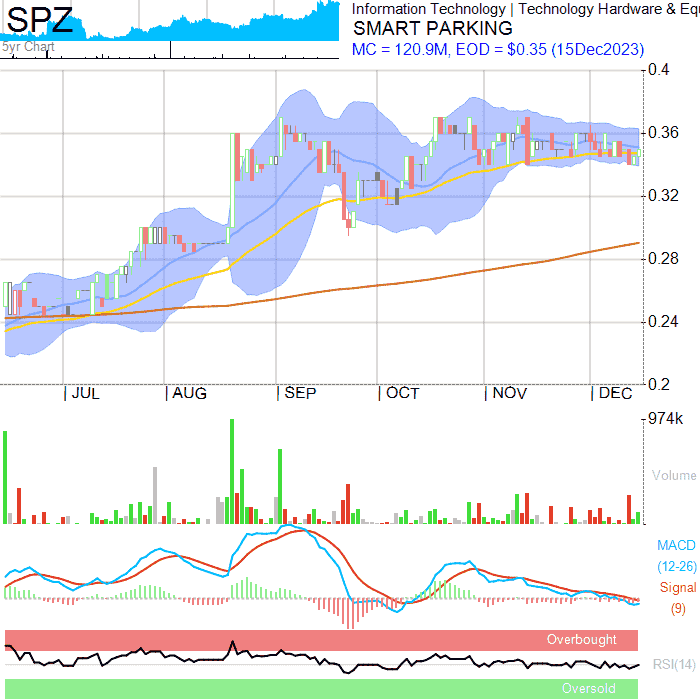 SPZ
5yr Chart
Information Technology | Technology Hardware & Equ
SMART PARKING
MC = 120.9M, EOD = $0.35 (15Dec2023)
0.4
0.36
0.32
0.28
0.24
0.2
| JUL | AUG | SEP | OCT | NOV | DEC
974k
Volume
MACD
(12-26)
Signal
(9)
Overbought
RSI(14)
Oversold